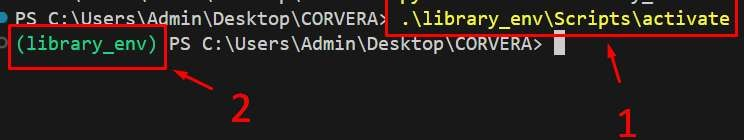 PS C:\Users\Admin\Desktop\CORVERA> .\library_env\Scripts\activate
(library_env) PS C:\Users\Admin\Desktop\CORVERA>
2
1